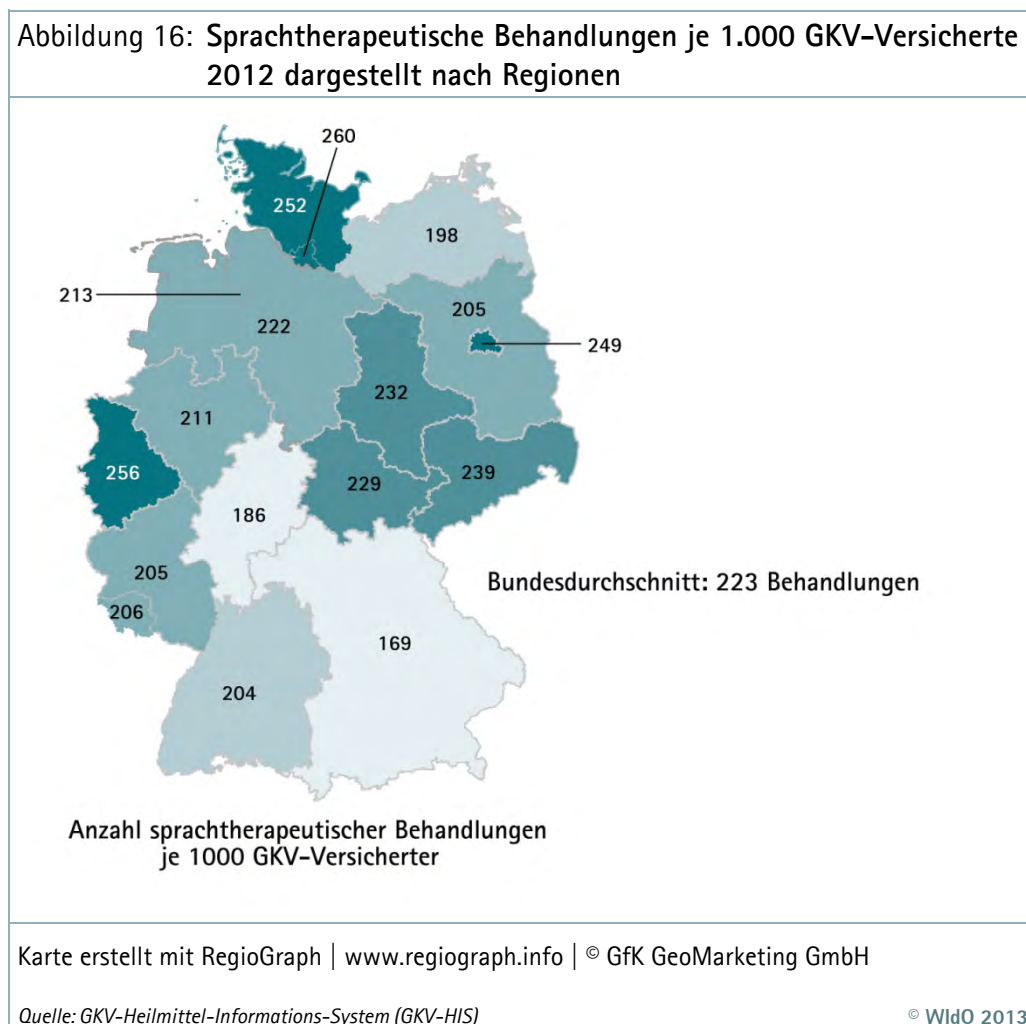 Abbildung 16: Sprachtherapeutische Behandlungen je 1.000 GKV-Versicherte
2012 dargestellt nach Regionen
260
252
198
213
205
222
249
232
211
256
239
229
186
205
Bundesdurchschnitt: 223 Behandlungen
206
169
204
Anzahl sprachtherapeutischer Behandlungen
je 1000 GKV-Versicherter
Karte erstellt mit RegioGraph | www.regiograph.info | © GfK GeoMarketing GmbH
Quelle: GKV-Heilmittel-Informations-System (GKV-HIS)
© WIdO 2013